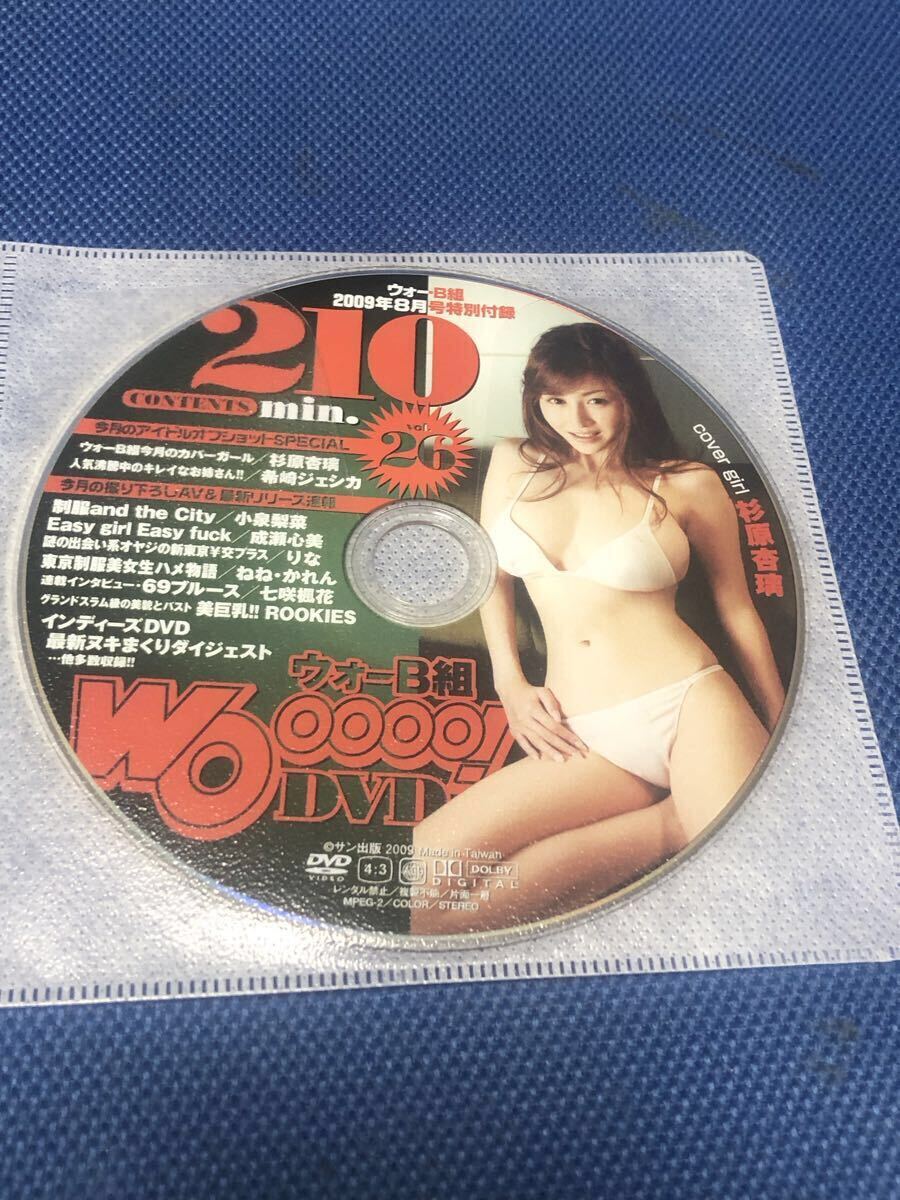 ウォーB組
2009年8月号特別付録
210
CONTENTS min.
vol.
26
今月のアイドルオフショットSPECIAL
ウォーB組今月のカバーガール/杉原杏璃
人気沸騰中のキレイなお姉さん!!/希崎ジェシカ
今月の撮り下ろしAV&最新リリース速報
制服and the City/小泉梨菜
Easy girl Easy fuck/成瀬心美
謎の出会い系オヤジの新東京¥交プラス/りな
東京制服美女生ハメ物語/ねね・かれん
連載インタビュー・69ブルース/七咲楓花
グランドスラム級の美貌とバスト 美巨乳!! ROOKIES
インディーズDVD
最新ヌキまくりダイジェスト
…他多数収録!!
cover girl 杉原杏璃
ウォーB組
WOoooo!
DVD
©サン出版 2009 Made in Taiwan
DVD VIDEO 4:3 DOLBY DIGITAL
レンタル禁止/複製不能/片面一層
MPEG-2/COLOR/STEREO